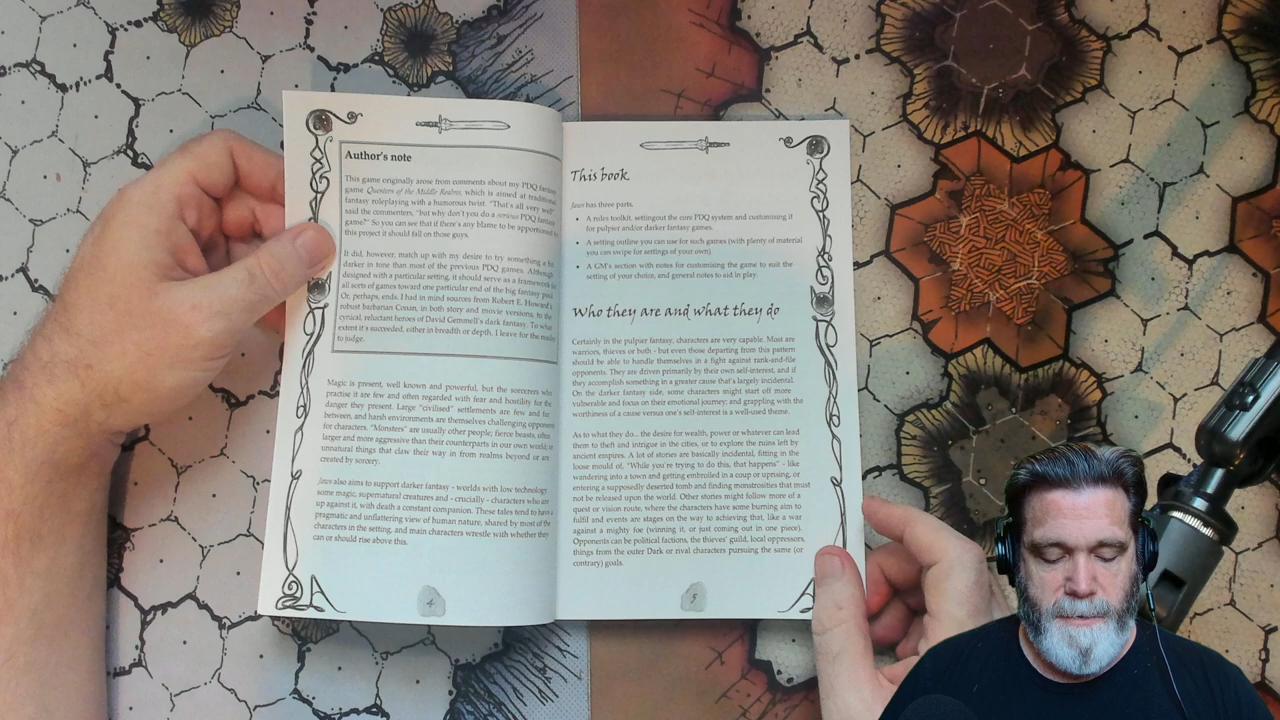 Author's note
This game originally arose from comments about my PDQ fantasy
game Questers of the Middle Realms, which is aimed at traditional
fantasy roleplaying with a humorous twist. "That's all very well"
said the commenters, "but why don't you do a serious PDQ fantasy
game?" So you can see that if there's any blame to be apportioned
this project it should fall on those guys.
It did, however, match up with my desire to try something a bit
darker in tone than most of the previous PDQ games. Although
designed with a particular setting, it should serve as a framework for
all sorts of games toward one particular end of the big fantasy pool.
Or, perhaps, ends. I had in mind sources from Robert E. Howard's
robust barbarian Conan, in both story and movie versions, to the
cynical, reluctant heroes of David Gemmell's dark fantasy. To what
extent it's succeeded, either in breadth or depth, I leave for the reader
to judge.
Magic is present, well known and powerful, but the sorcerers who
practise it are few and often regarded with fear and hostility for the
danger they present. Large "civilised" settlements are few and far
between, and harsh environments are themselves challenging opponents
for characters. "Monsters" are usually other people; fierce beasts, often
larger and more aggressive than their counterparts in our own world; or
unnatural things that claw their way in from realms beyond or are
created by sorcery.
also aims to support darker fantasy - worlds with low technology
some magic, supernatural creatures and - crucially - characters who are
up against it, with death a constant companion. These tales tend to have a
pragmatic and unflattering view of human nature, shared by most of the
characters in the setting, and main characters wrestle with whether they
can or should rise above this.
4
This book
has three parts.
• A rules toolkit, settingout the core PDQ system and customising it
for pulpier and/or darker fantasy games.
• A setting outline you can use for such games (with plenty of material
you can swipe for settings of your own).
• A GM's section with notes for customising the game to suit the
setting of your choice, and general notes to aid in play.
Who they are and what they do
Certainly in the pulpier fantasy, characters are very capable. Most are
warriors, thieves or both - but even those departing from this pattern
should be able to handle themselves in a fight against rank-and-file
opponents. They are driven primarily by their own self-interest, and if
they accomplish something in a greater cause that's largely incidental.
On the darker fantasy side, some characters might start off more
vulnerable and focus on their emotional journey; and grappling with the
worthiness of a cause versus one's self-interest is a well-used theme.
As to what they do... the desire for wealth, power or whatever can lead
them to theft and intrigue in the cities, or to explore the ruins left by
ancient empires. A lot of stories are basically incidental, fitting in the
loose mould of, "While you're trying to do this, that happens" - like
wandering into a town and getting embroiled in a coup or uprising, or
entering a supposedly deserted tomb and finding monstrosities that must
not be released upon the world. Other stories might follow more of a
quest or vision route, where the characters have some burning aim to
fulfil and events are stages on the way to achieving that, like a war
against a mighty foe (winning it, or just coming out in one piece).
Opponents can be political factions, the thieves' guild, local oppressors,
things from the outer Dark or rival characters pursuing the same (or
contrary) goals.
5